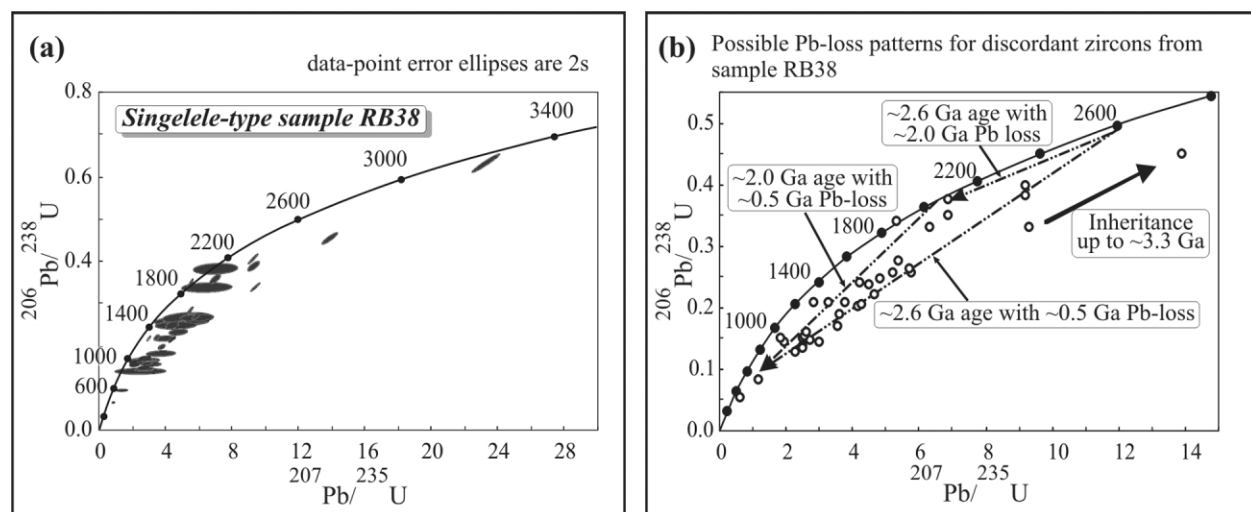 (a)
data-point error ellipses are 2s
Singelele-type sample RB38
0.8
0.6
0.4
0.2
0.0
206
Pb/
238
U
600
1000
1400
1800
2200
2600
3000
3400
0 4 8 12 16 20 24 28
207 235
Pb/ U
(b) Possible Pb-loss patterns for discordant zircons from
sample RB38
0.5
0.4
0.3
0.2
0.1
0.0
206
Pb/
238
U
~2.6 Ga age with
~2.0 Ga Pb loss
2600
2200
~2.0 Ga age with
~0.5 Ga Pb-loss
1800
1400
1000
Inheritance
up to ~3.3 Ga
~2.6 Ga age with ~0.5 Ga Pb-loss
0 2 4 6 8 10 12 14
207 235
Pb/ U